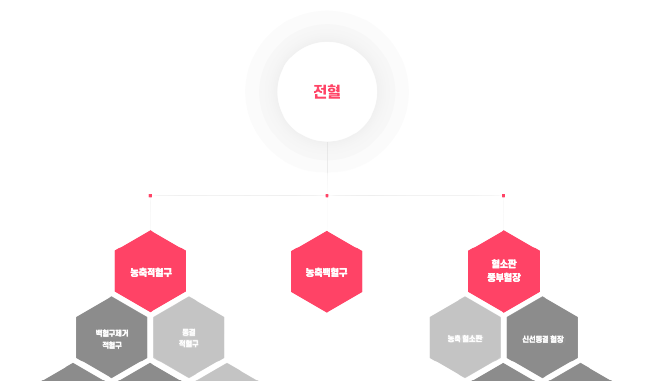 전혈
농축적혈구
농축백혈구
혈소판
풍부혈장
백혈구제거
적혈구
동결
적혈구
농축 혈소판
신선동결 혈장